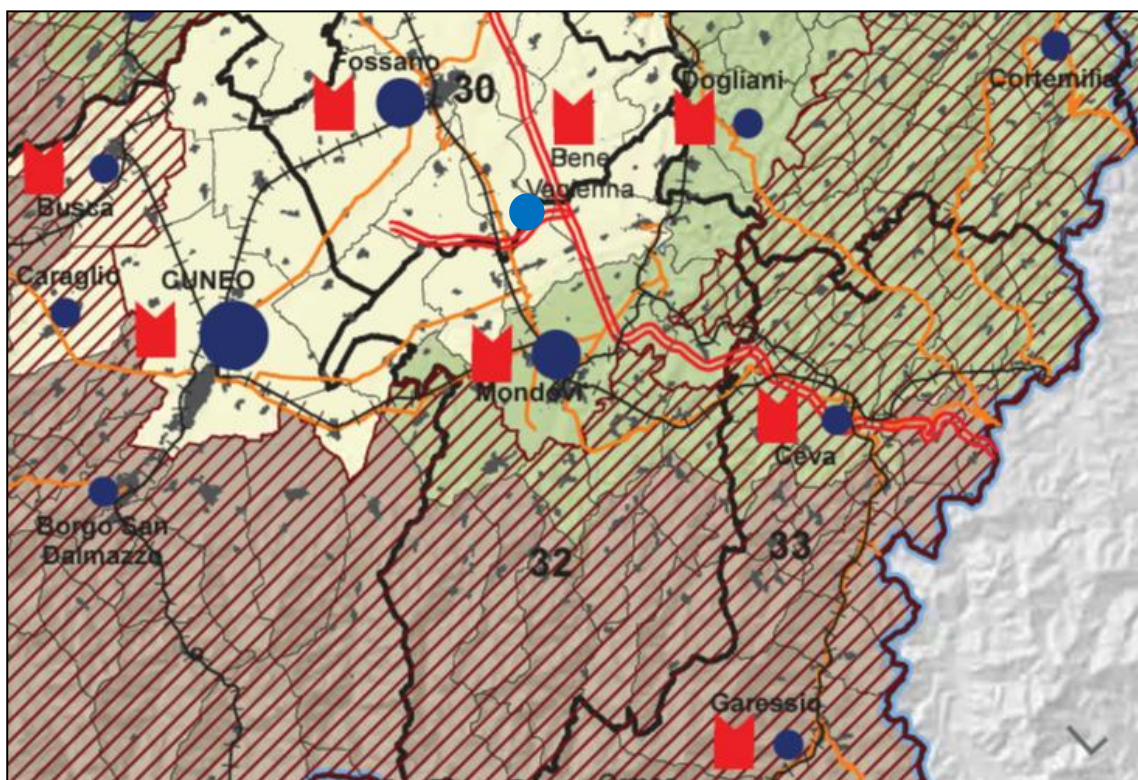 Fossano
30
Dogliani
Cortemilia
Bene
Vagienna
Busca
Caraglio
CUNEO
Mondovì
Ceva
Borgo San
Dalmazzo
32
33
Garessio